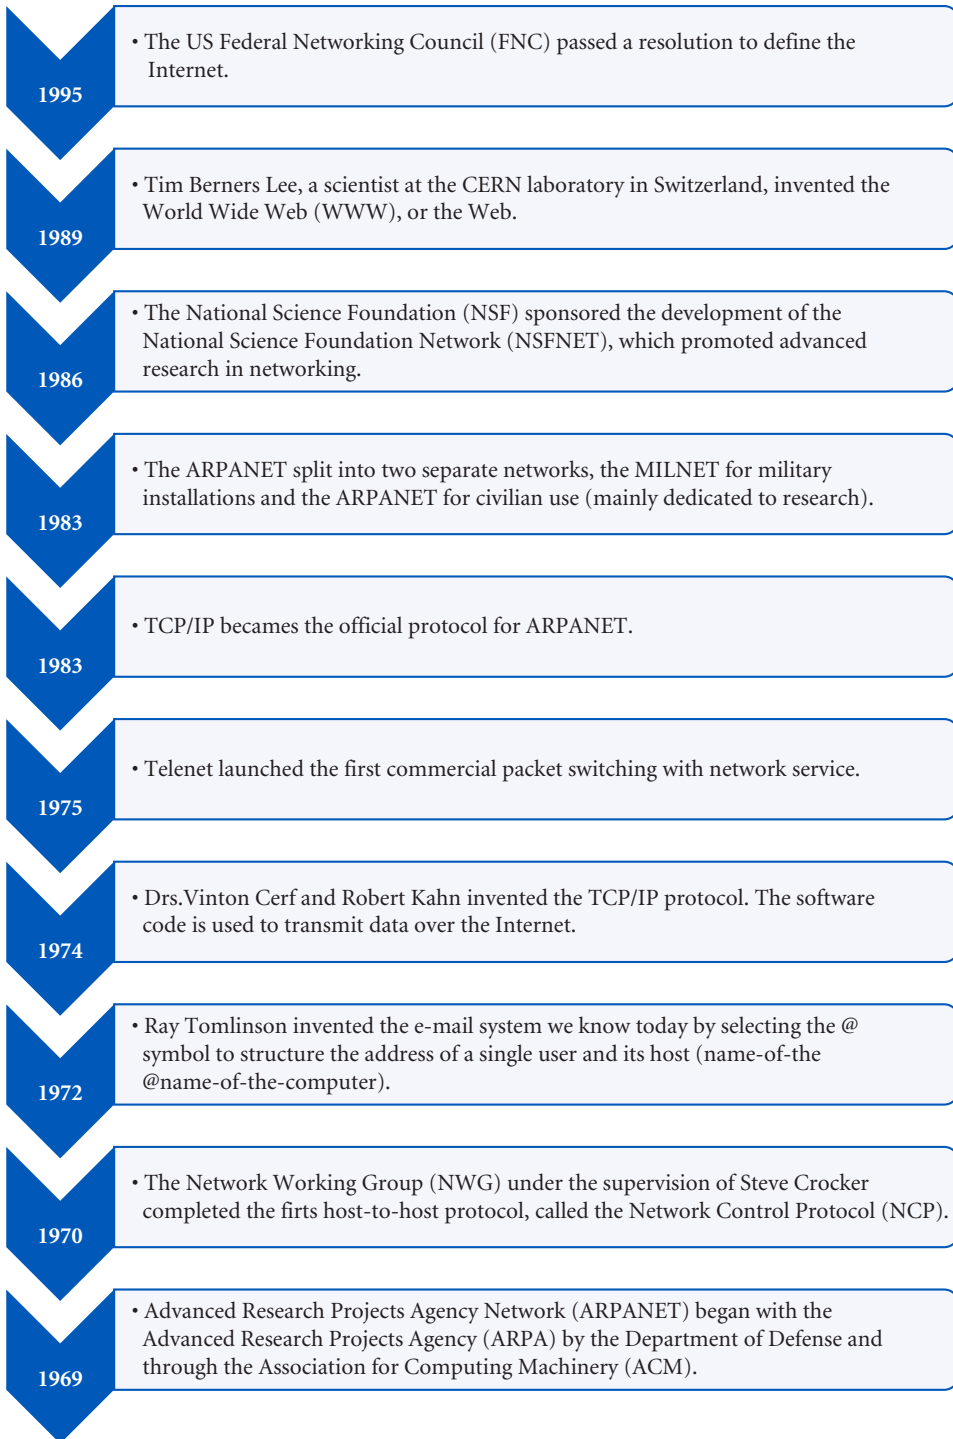 1995
• The US Federal Networking Council (FNC) passed a resolution to define the
Internet.
1989
• Tim Berners Lee, a scientist at the CERN laboratory in Switzerland, invented the
World Wide Web (WWW), or the Web.
1986
• The National Science Foundation (NSF) sponsored the development of the
National Science Foundation Network (NSFNET), which promoted advanced
research in networking.
1983
• The ARPANET split into two separate networks, the MILNET for military
installations and the ARPANET for civilian use (mainly dedicated to research).
1983
• TCP/IP becames the official protocol for ARPANET.
1975
• Telenet launched the first commercial packet switching with network service.
1974
• Drs.Vinton Cerf and Robert Kahn invented the TCP/IP protocol. The software
code is used to transmit data over the Internet.
1972
• Ray Tomlinson invented the e-mail system we know today by selecting the @
symbol to structure the address of a single user and its host (name-of-the
@name-of-the-computer).
1970
• The Network Working Group (NWG) under the supervision of Steve Crocker
completed the firts host-to-host protocol, called the Network Control Protocol (NCP).
1969
• Advanced Research Projects Agency Network (ARPANET) began with the
Advanced Research Projects Agency (ARPA) by the Department of Defense and
through the Association for Computing Machinery (ACM).